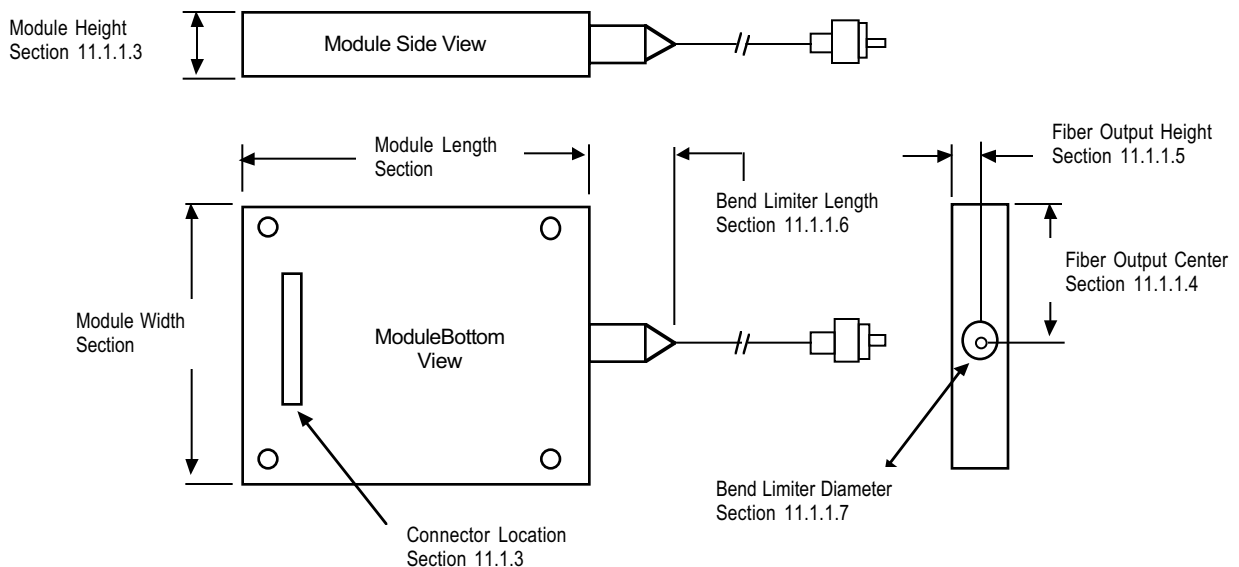 Module Height
Section 11.1.1.3
Module Side View
Module Length
Section
Fiber Output Height
Section 11.1.1.5
Bend Limiter Length
Section 11.1.1.6
Fiber Output Center
Section 11.1.1.4
Module Width
Section
ModuleBottom
View
Bend Limiter Diameter
Section 11.1.1.7
Connector Location
Section 11.1.3